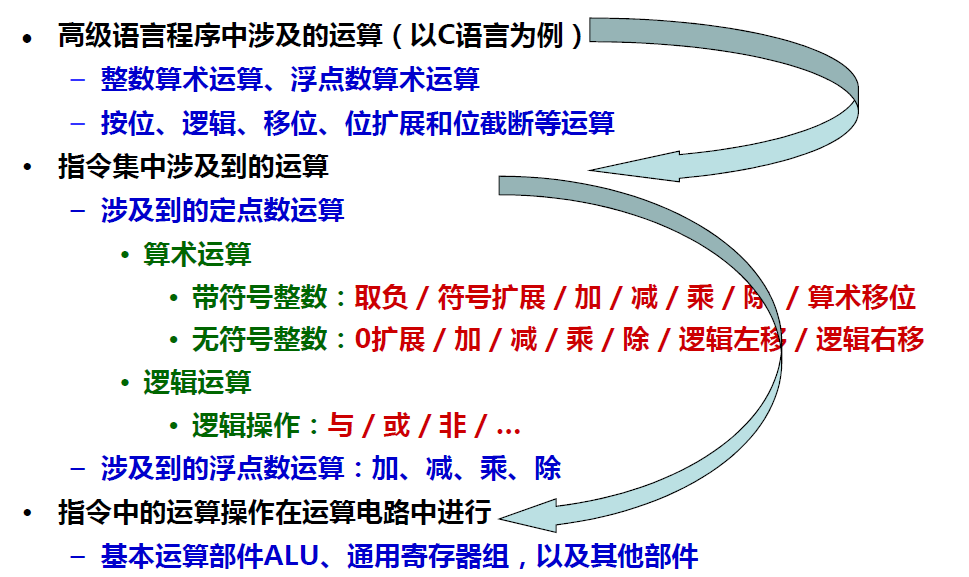 • 高级语言程序中涉及的运算（以C语言为例）
– 整数算术运算、浮点数算术运算
– 按位、逻辑、移位、位扩展和位截断等运算
• 指令集中涉及到的运算
– 涉及到的定点数运算
• 算术运算
• 带符号整数：取负 / 符号扩展 / 加 / 减 / 乘 / 除 / 算术移位
• 无符号整数：0扩展 / 加 / 减 / 乘 / 除 / 逻辑左移 / 逻辑右移
• 逻辑运算
• 逻辑操作：与 / 或 / 非 / …
– 涉及到的浮点数运算：加、减、乘、除
• 指令中的运算操作在运算电路中进行
– 基本运算部件ALU、通用寄存器组，以及其他部件